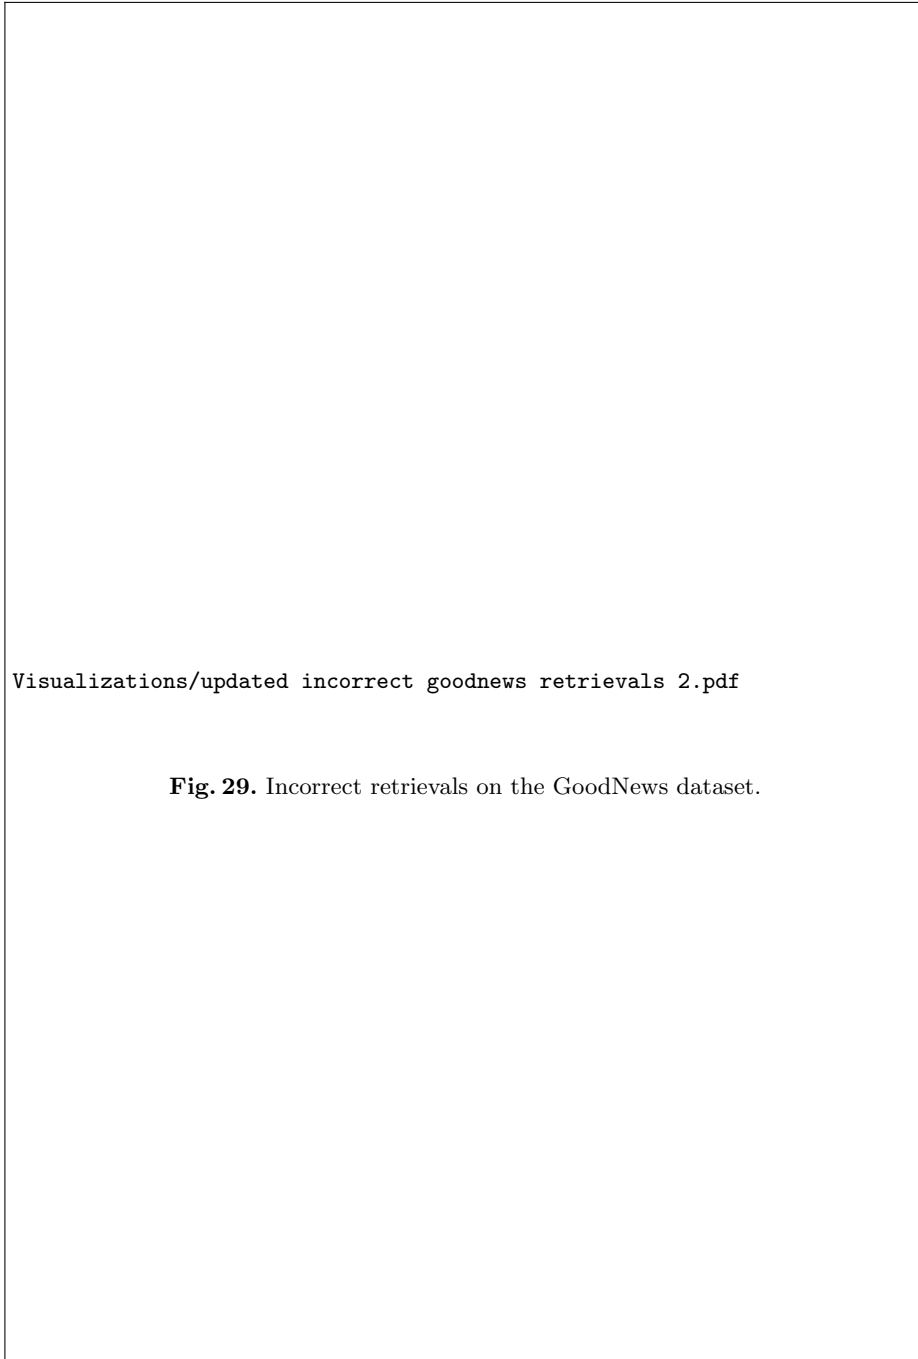 Visualizations/updated incorrect goodnews retrievals 2.pdf
Fig. 29. Incorrect retrievals on the GoodNews dataset.